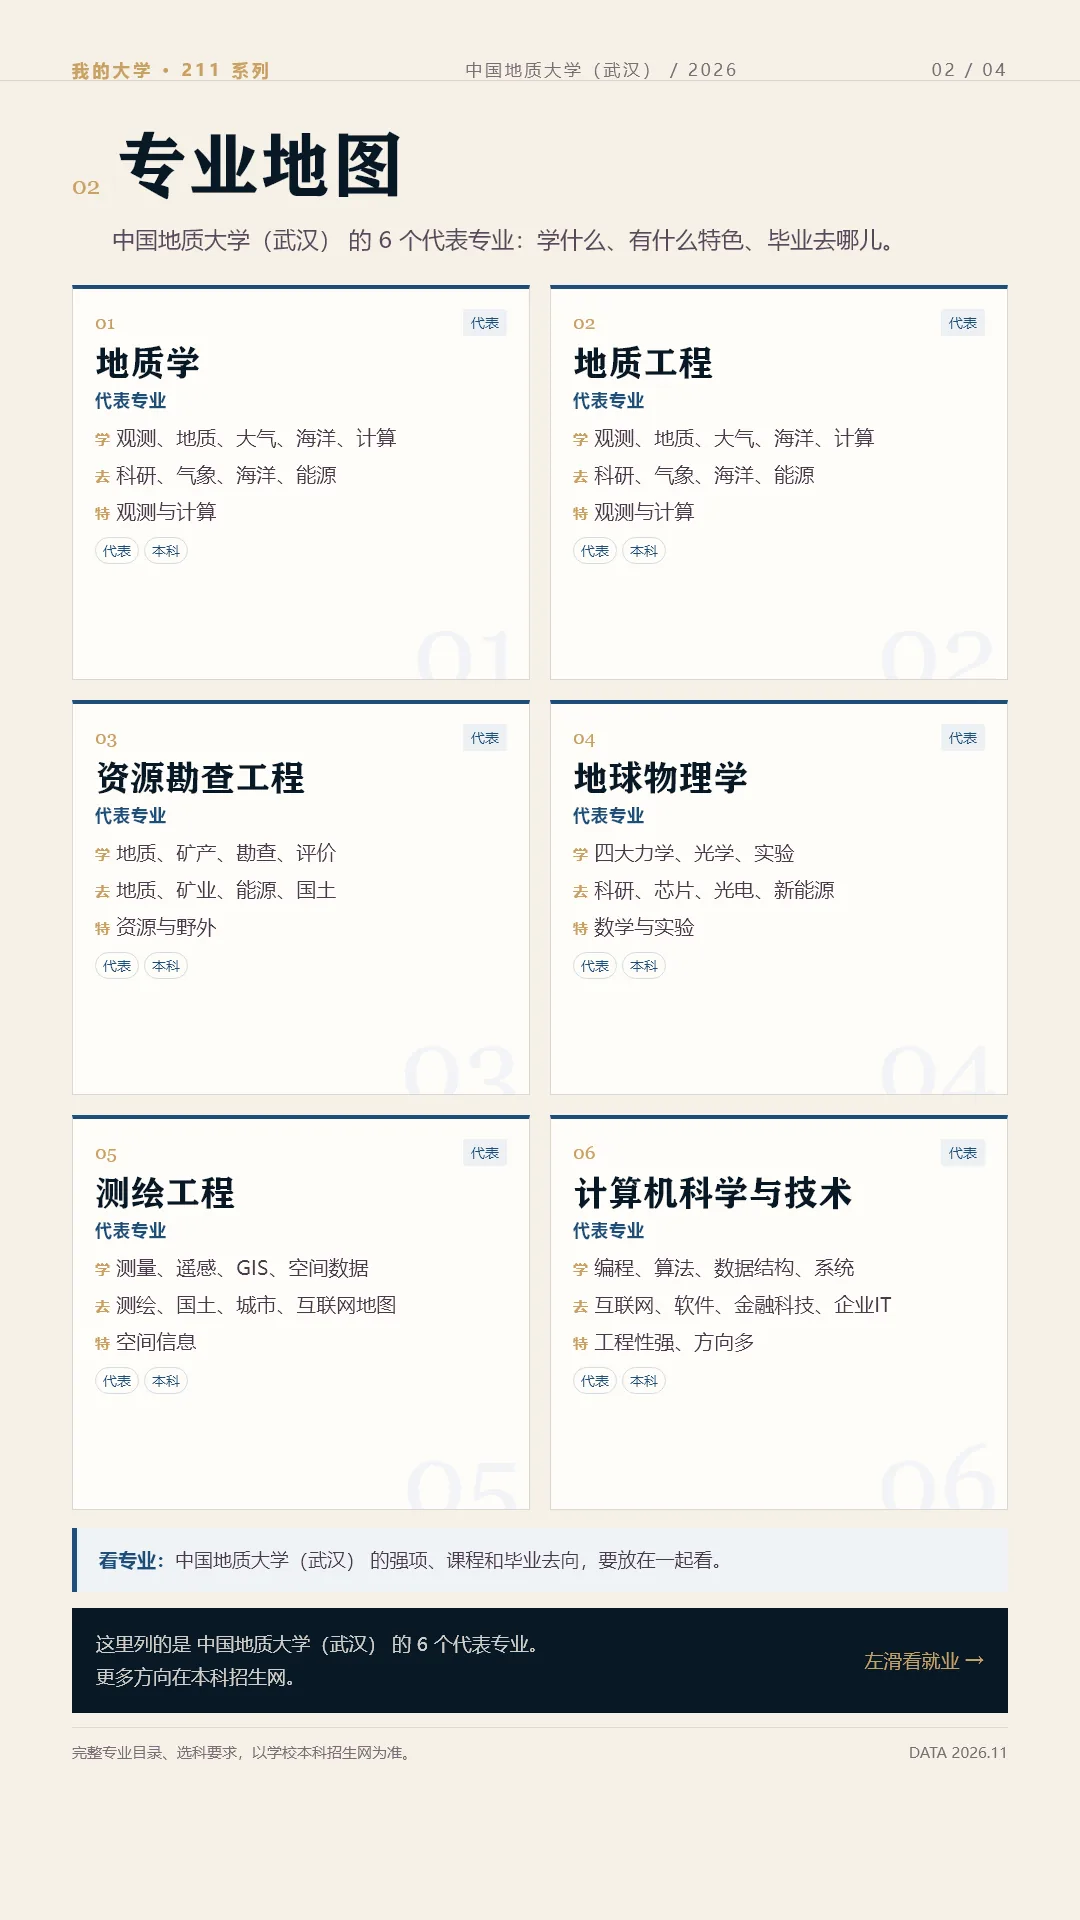 我的大学 · 211 系列
中国地质大学（武汉） / 2026
02 / 04
02 专业地图
中国地质大学（武汉） 的 6 个代表专业：学什么、有什么特色、毕业去哪儿。
01
代表
地质学
代表专业
学 观测、地质、大气、海洋、计算
去 科研、气象、海洋、能源
特 观测与计算
代表 本科
01
02
代表
地质工程
代表专业
学 观测、地质、大气、海洋、计算
去 科研、气象、海洋、能源
特 观测与计算
代表 本科
02
03
代表
资源勘查工程
代表专业
学 地质、矿产、勘查、评价
去 地质、矿业、能源、国土
特 资源与野外
代表 本科
03
04
代表
地球物理学
代表专业
学 四大力学、光学、实验
去 科研、芯片、光电、新能源
特 数学与实验
代表 本科
04
05
代表
测绘工程
代表专业
学 测量、遥感、GIS、空间数据
去 测绘、国土、城市、互联网地图
特 空间信息
代表 本科
05
06
代表
计算机科学与技术
代表专业
学 编程、算法、数据结构、系统
去 互联网、软件、金融科技、企业IT
特 工程性强、方向多
代表 本科
06
看专业：中国地质大学（武汉） 的强项、课程和毕业去向，要放在一起看。
这里列的是 中国地质大学（武汉） 的 6 个代表专业。
更多方向在本科招生网。
左滑看就业 →
完整专业目录、选科要求，以学校本科招生网为准。
DATA 2026.11